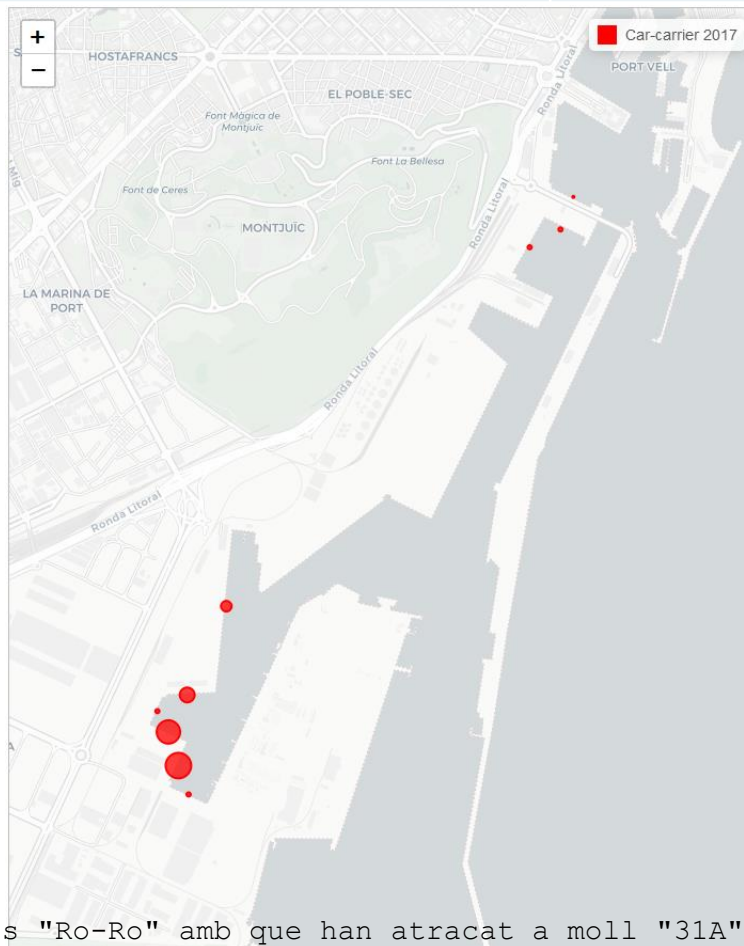 +
−
Car-carrier 2017
HOSTAFRANCS
PORT VELL
Ronda Litoral
EL POBLE-SEC
Font Màgica de
Montjuïc
Font La Bellesa
Font de Ceres
MONTJUÏC
Ronda Litoral
LA MARINA DE
PORT
Ronda Litoral
Ronda Litoral
s "Ro-Ro" amb que han atracat a moll "31A"